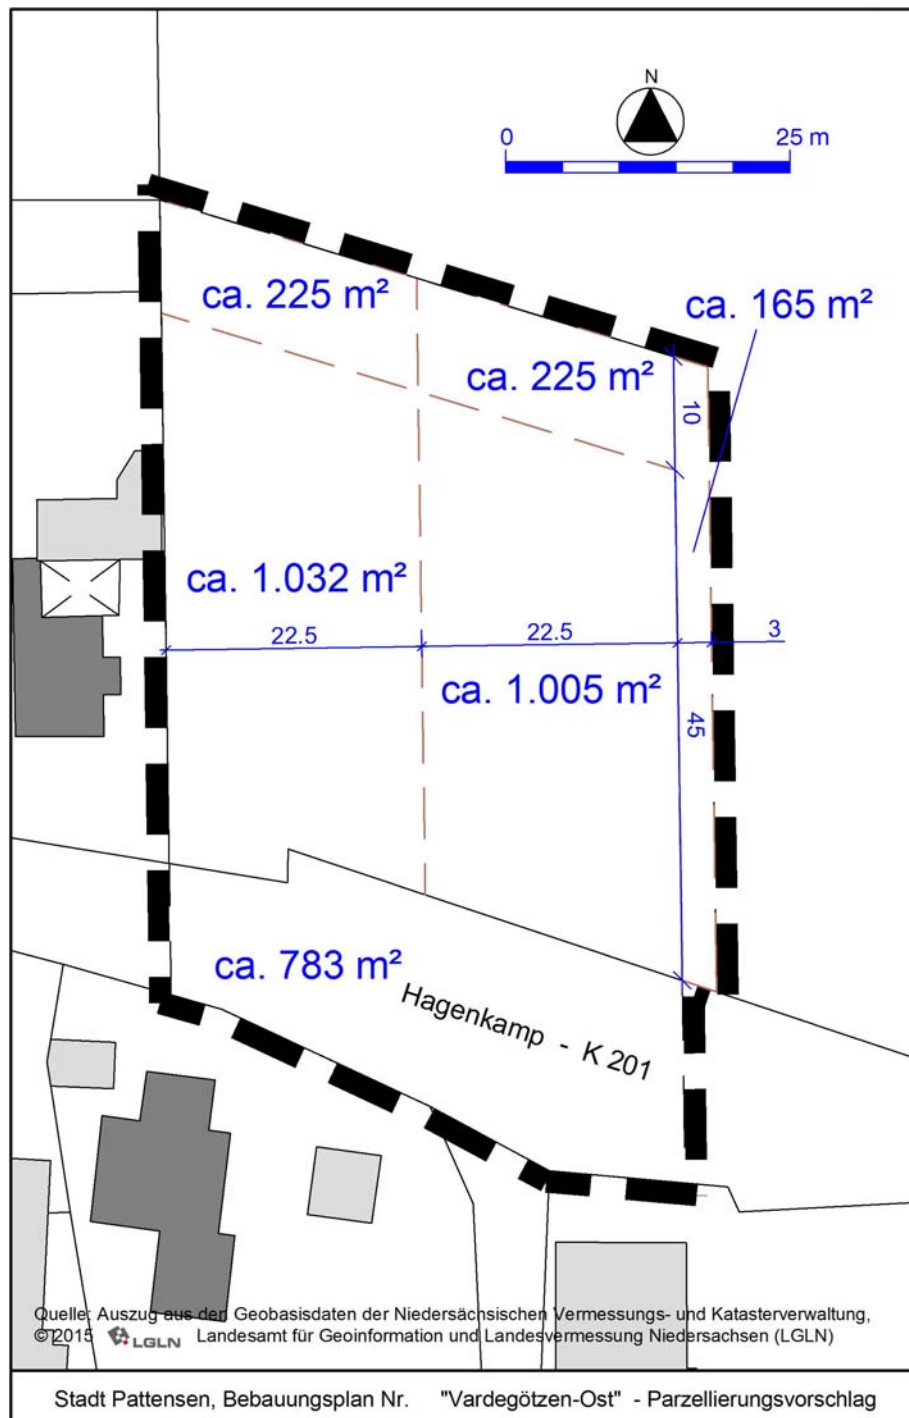 N
0 25 m
ca. 225 m²
ca. 165 m²
ca. 225 m²
10
ca. 1.032 m²
22.5
22.5
3
ca. 1.005 m²
45
ca. 783 m²
Hagenkamp - K 201
Quelle: Auszug aus den Geobasisdaten der Niedersächsischen Vermessungs- und Katasterverwaltung,
© 2015 LGLN Landesamt für Geoinformation und Landesvermessung Niedersachsen (LGLN)
Stadt Pattensen, Bebauungsplan Nr. "Vardegötzen-Ost" - Parzellierungsvorschlag